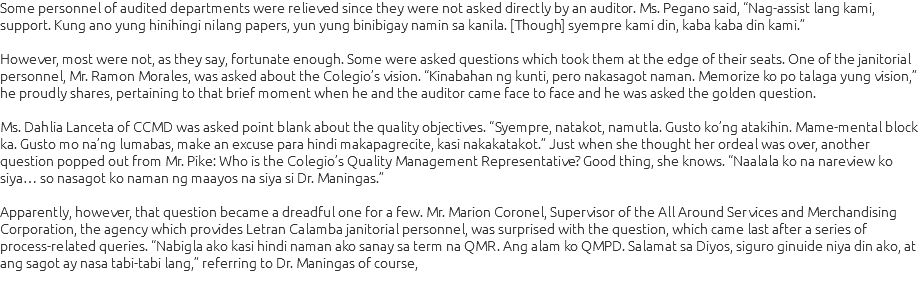 Some personnel of audited departments were relieved since they were not asked directly by an auditor. Ms. Pegano said, “Nag-assist lang kami,
support. Kung ano yung hinihingi nilang papers, yun yung binibigay namin sa kanila. [Though] syempre kami din, kaba kaba din kami.”
However, most were not, as they say, fortunate enough. Some were asked questions which took them at the edge of their seats. One of the janitorial
personnel, Mr. Ramon Morales, was asked about the Colegio’s vision. “Kinabahan ng kunti, pero nakasagot naman. Memorize ko po talaga yung vision,”
he proudly shares, pertaining to that brief moment when he and the auditor came face to face and he was asked the golden question.
Ms. Dahlia Lanceta of CCMD was asked point blank about the quality objectives. “Syempre, natakot, namutla. Gusto ko’ng atakihin. Mame-mental block
ka. Gusto mo na’ng lumabas, make an excuse para hindi makapagrecite, kasi nakakatakot.” Just when she thought her ordeal was over, another
question popped out from Mr. Pike: Who is the Colegio’s Quality Management Representative? Good thing, she knows. “Naalala ko na nareview ko
siya… so nasagot ko naman ng maayos na siya si Dr. Maningas.”
Apparently, however, that question became a dreadful one for a few. Mr. Marion Coronel, Supervisor of the All Around Services and Merchandising
Corporation, the agency which provides Letran Calamba janitorial personnel, was surprised with the question, which came last after a series of
process-related queries. “Nabigla ako kasi hindi naman ako sanay sa term na QMR. Ang alam ko QMPD. Salamat sa Diyos, siguro ginuide niya din ako, at
ang sagot ay nasa tabi-tabi lang,” referring to Dr. Maningas of course,